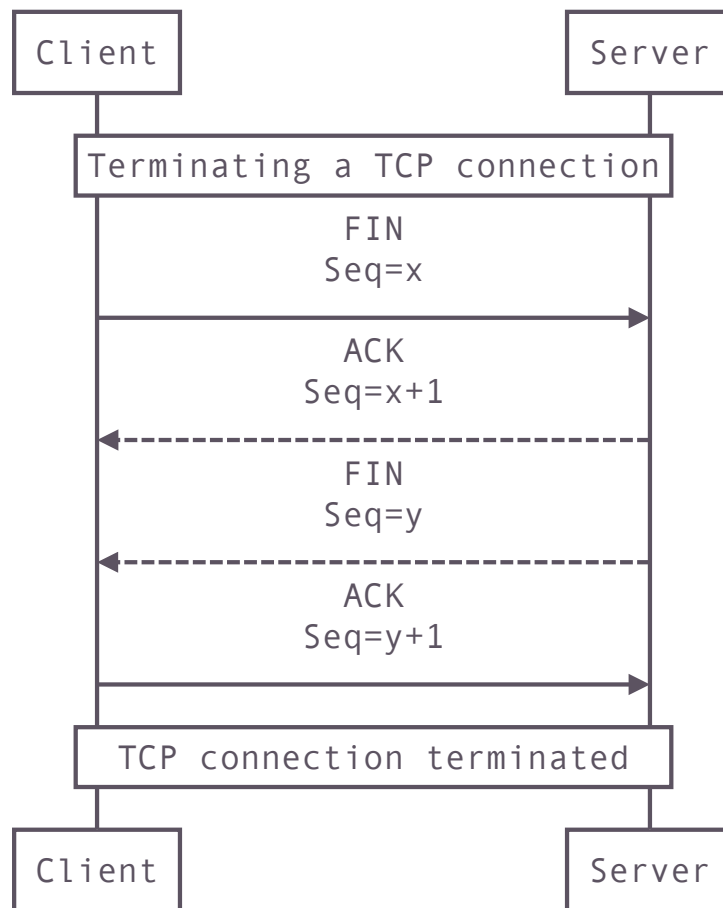 Client
Server
Terminating a TCP connection
FIN
Seq=x
ACK
Seq=x+1
FIN
Seq=y
ACK
Seq=y+1
TCP connection terminated
Client
Server